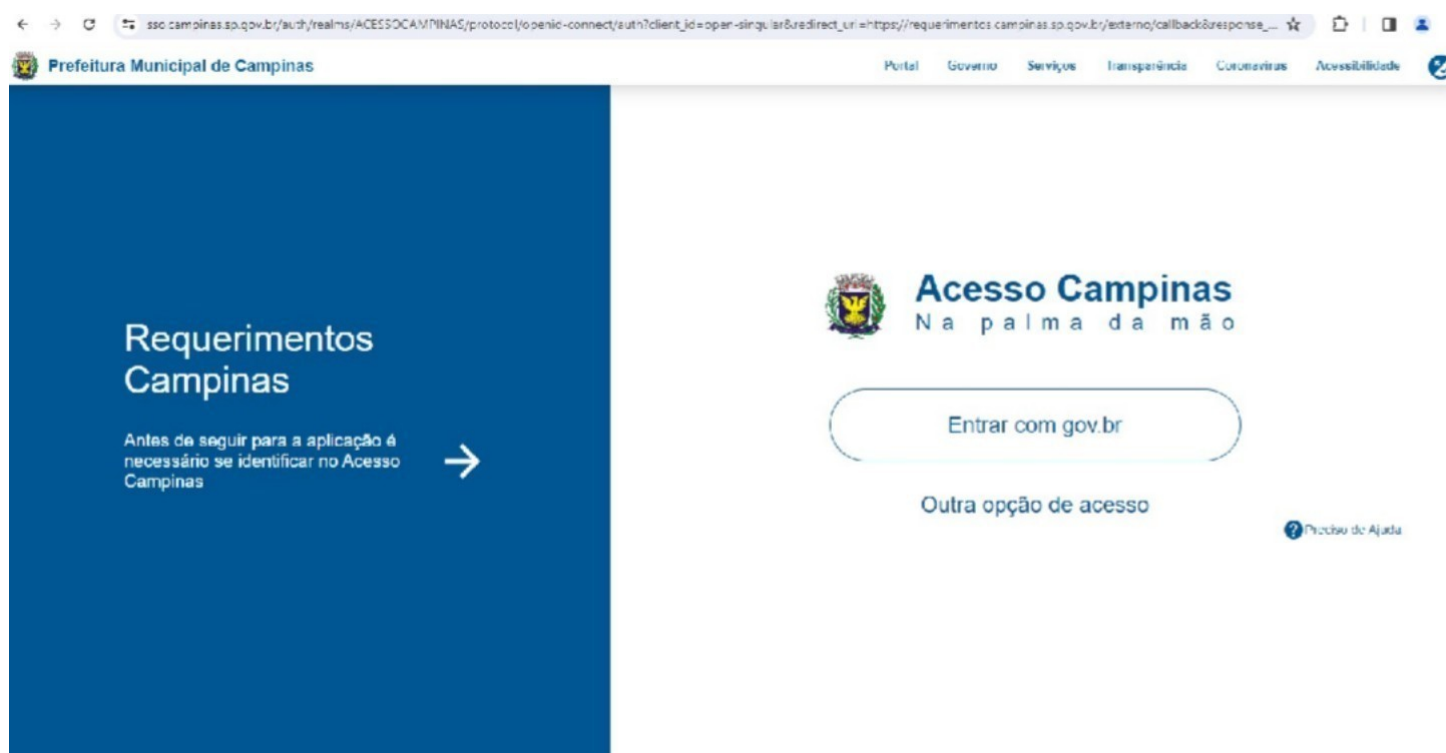 sso.campinas.sp.gov.br/auth/realms/ACESSOCAMPINAS/protocol/openid-connect/auth?client_id=open-singular&redirect_uri=https://requerimentos.campinas.sp.gov.br/externo/callback&response_...
Prefeitura Municipal de Campinas
Portal Governo Serviços Transparência Coronavírus Acessibilidade
Acesso Campinas
Na palma da mão
Requerimentos
Campinas
Entrar com gov.br
Antes de seguir para a aplicação é
necessário se identificar no Acesso
Campinas
Outra opção de acesso
Preciso de Ajuda